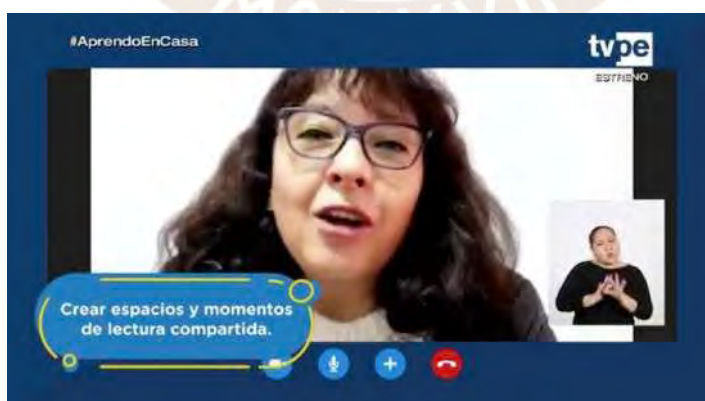 #AprendoEnCasa
tvpe
ESTRENO
Crear espacios y momentos
de lectura compartida.